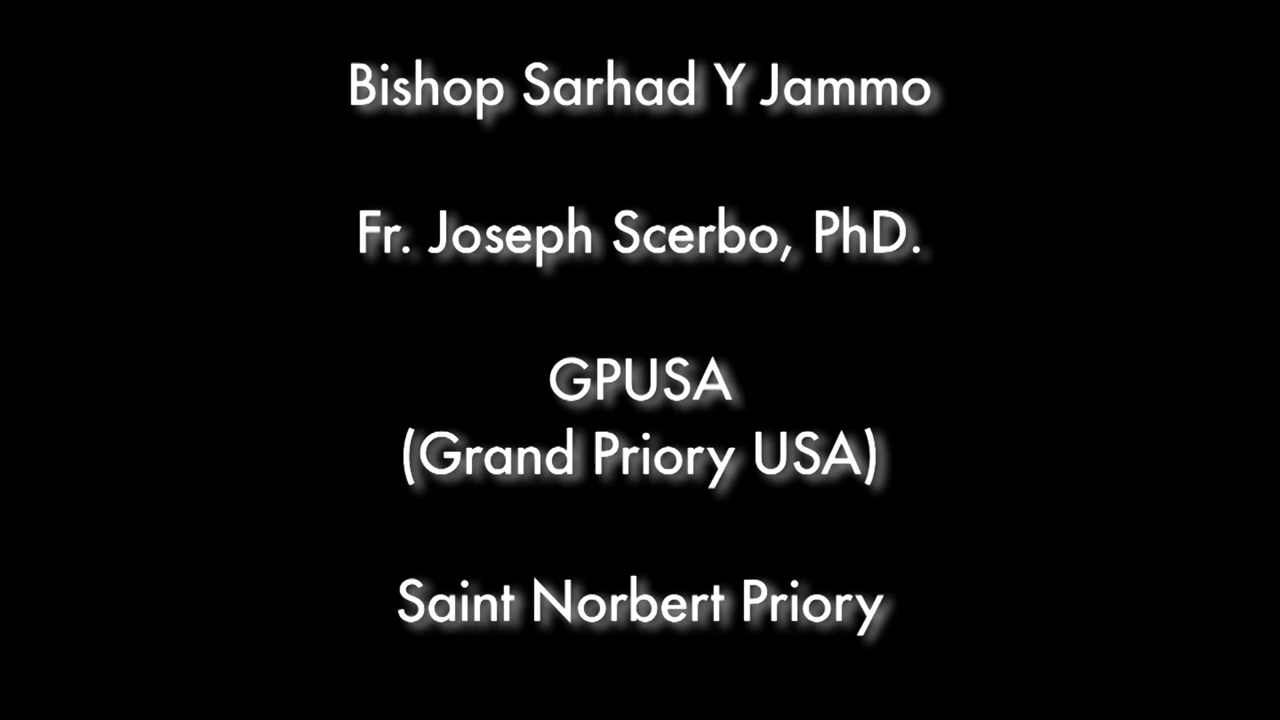 Bishop Sarhad Y Jammo
Fr. Joseph Scerbo, PhD.
GPUSA
(Grand Priory USA)
Saint Norbert Priory